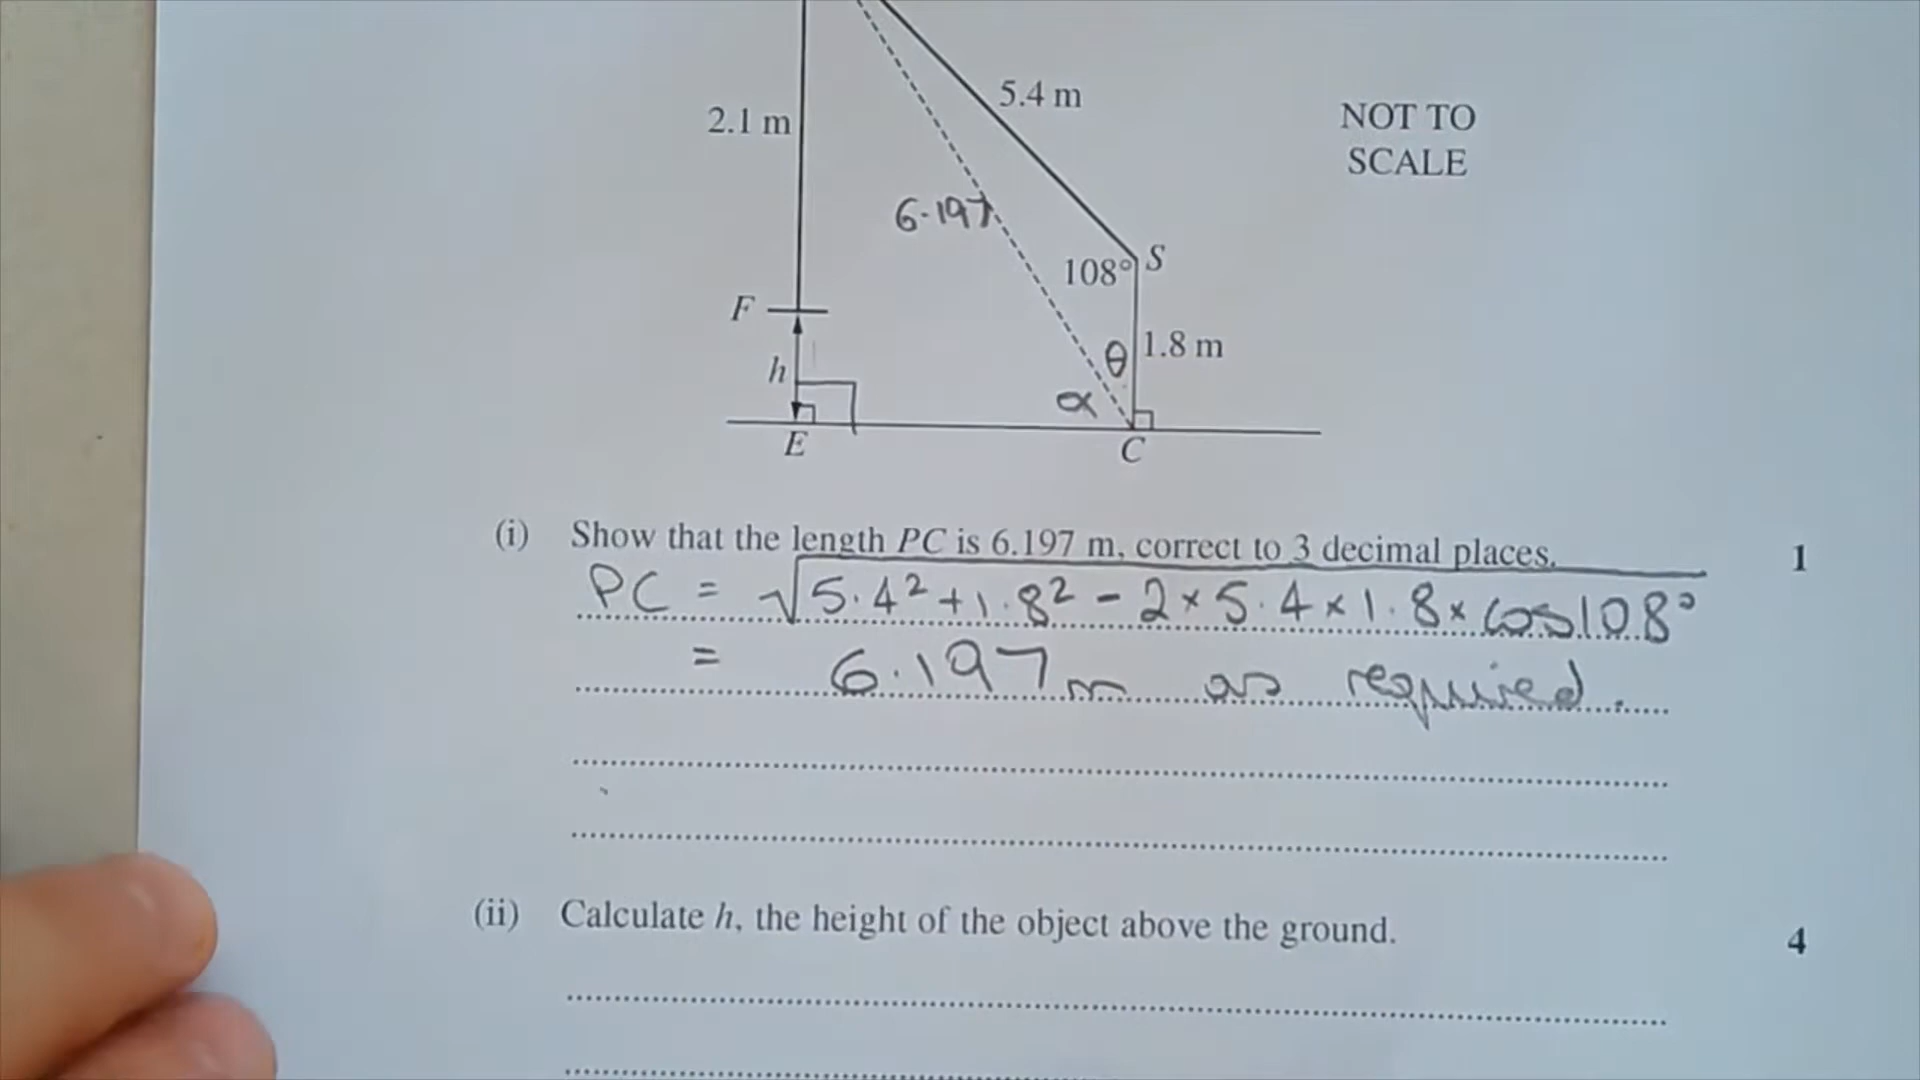 5.4 m
2.1 m
NOT TO
SCALE
6.197
S
108°
F
θ
1.8 m
h
α
E
C
(i) Show that the length PC is 6.197 m, correct to 3 decimal places. 1
PC = √5.4² + 1.8² - 2 × 5.4 × 1.8 × cos 108°
= 6.197 m as required.
(ii) Calculate h, the height of the object above the ground. 4